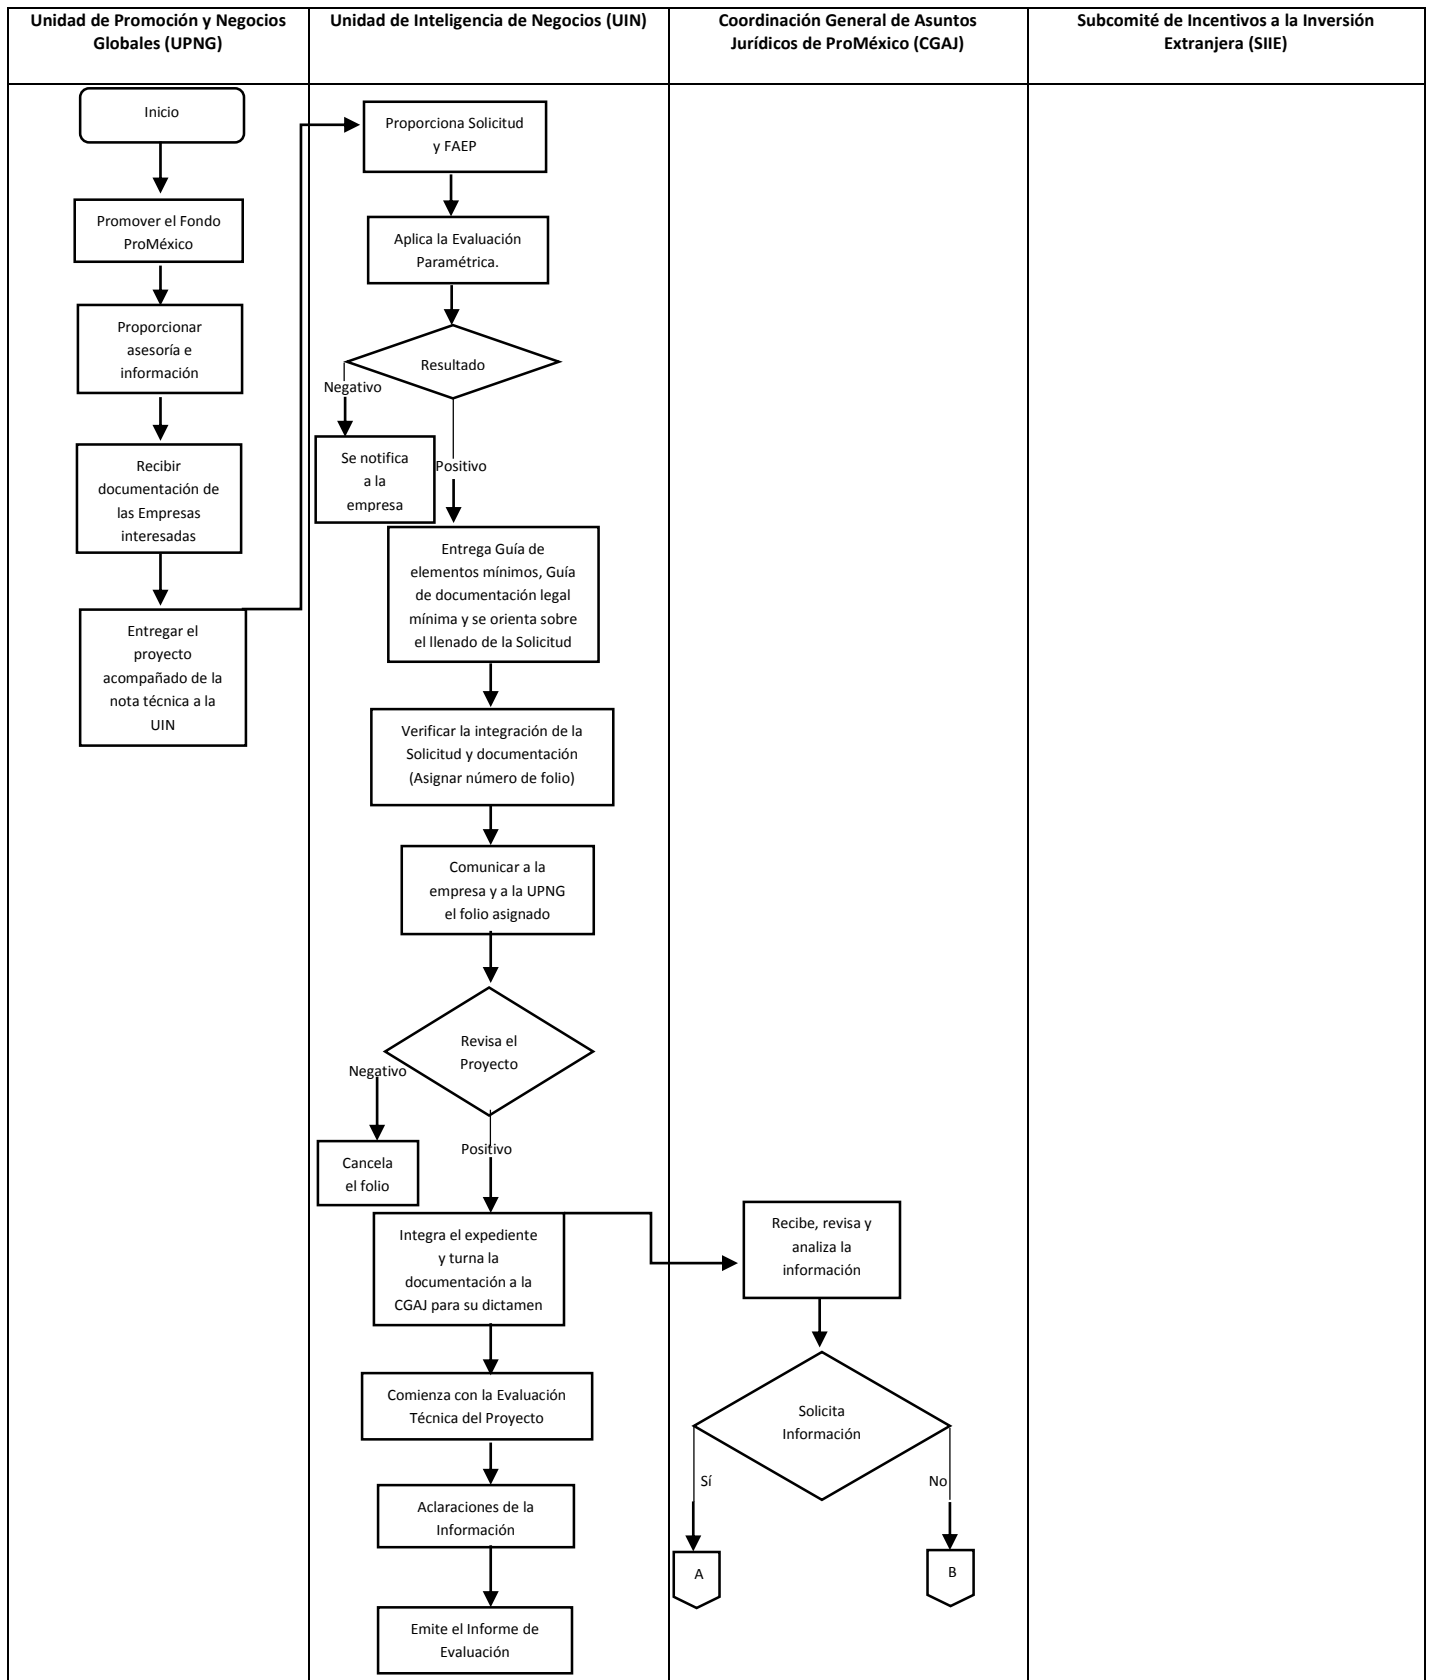 Unidad de Promoción y Negocios
Globales (UPNG)
Unidad de Inteligencia de Negocios (UIN)
Coordinación General de Asuntos
Jurídicos de ProMéxico (CGAJ)
Subcomité de Incentivos a la Inversión
Extranjera (SIIE)
Inicio
Promover el Fondo
ProMéxico
Proporcionar
asesoría e
información
Recibir
documentación de
las Empresas
interesadas
Entregar el
proyecto
acompañado de la
nota técnica a la
UIN
Proporciona Solicitud
y FAEP
Aplica la Evaluación
Paramétrica.
Resultado
Negativo
Se notifica
a la
empresa
Positivo
Entrega Guía de
elementos mínimos, Guía
de documentación legal
mínima y se orienta sobre
el llenado de la Solicitud
Verificar la integración de la
Solicitud y documentación
(Asignar número de folio)
Comunicar a la
empresa y a la UPNG
el folio asignado
Revisa el
Proyecto
Negativo
Cancela
el folio
Positivo
Integra el expediente
y turna la
documentación a la
CGAJ para su dictamen
Comienza con la Evaluación
Técnica del Proyecto
Aclaraciones de la
Información
Emite el Informe de
Evaluación
Recibe, revisa y
analiza la
información
Solicita
Información
Sí
No
A
B